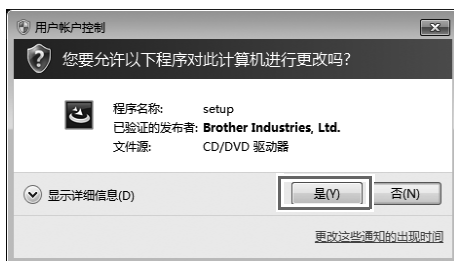 用户帐户控制
您要允许以下程序对此计算机进行更改吗?
程序名称: setup
已验证的发布者: Brother Industries, Ltd.
文件源: CD/DVD 驱动器
显示详细信息(D)
是(Y)
否(N)
更改这些通知的出现时间